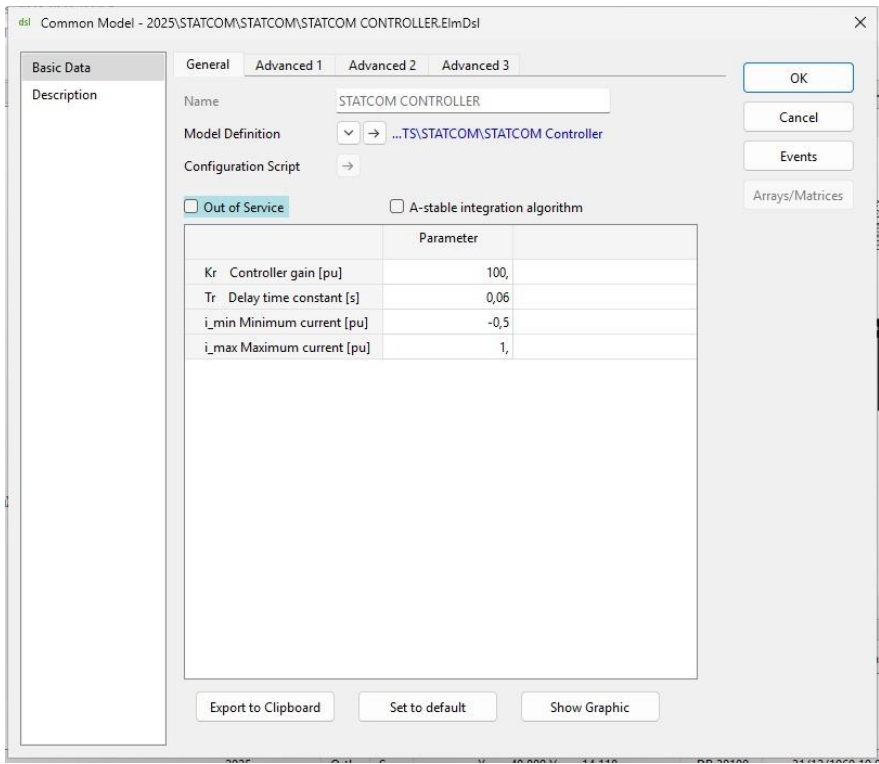 dsl Common Model - 2025\STATCOM\STATCOM\STATCOM CONTROLLER.ElmDsl
Basic Data
Description
General Advanced 1 Advanced 2 Advanced 3
Name STATCOM CONTROLLER
Model Definition ...TS\STATCOM\STATCOM Controller
Configuration Script
Out of Service A-stable integration algorithm
Parameter
Kr Controller gain [pu] 100,
Tr Delay time constant [s] 0,06
i_min Minimum current [pu] -0,5
i_max Maximum current [pu] 1,
Export to Clipboard Set to default Show Graphic
OK
Cancel
Events
Arrays/Matrices